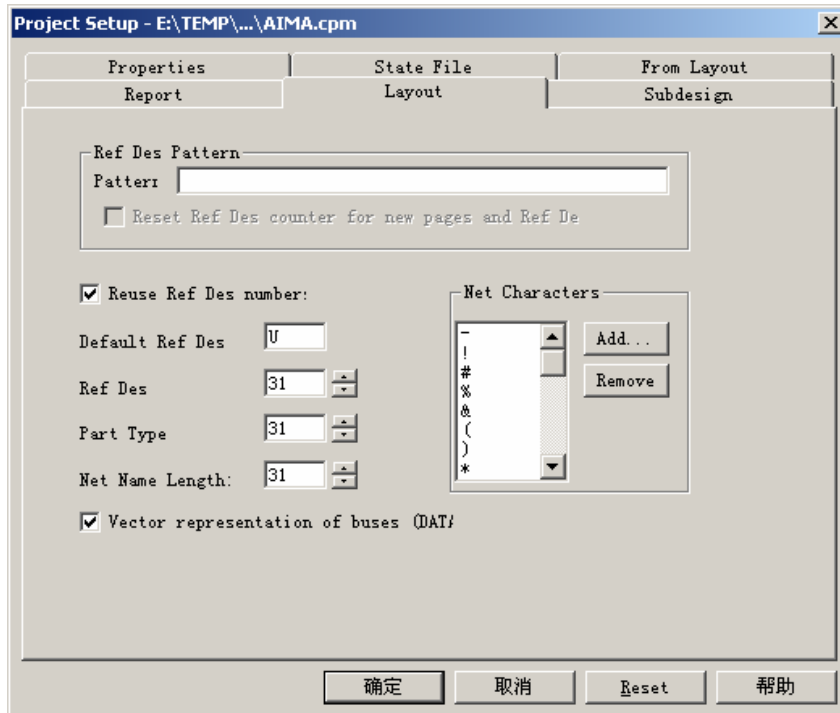 Project Setup - E:\TEMP\...\AIMA.cpm
Properties State File From Layout
Report Layout Subdesign
Ref Des Pattern
Patter:
Reset Ref Des counter for new pages and Ref De
Reuse Ref Des number:
Default Ref Des U
Ref Des 31
Part Type 31
Net Name Length: 31
Vector representation of buses (DATA
Net Characters
-
!
#
%
&
(
)
*
Add...
Remove
确定 取消 Reset 帮助